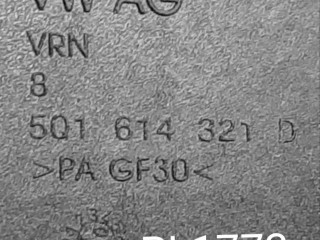 VW AG
VRN
8
5Q1 614 321 D
>PA GF30<